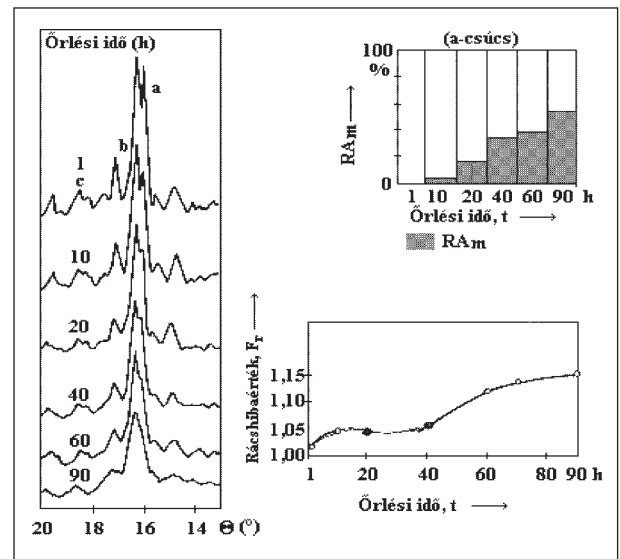 Őrlési idő (h)
a
b
1
c
10
20
40
60
90
20 18 16 14 Θ (°)
(a-csúcs)
100
%
RAm
0
1 10 20 40 60 90 h
Őrlési idő, t
RAm
Rácshibaérték, Fr
1,15
1,10
1,05
1,00
1 20 40 60 80 90 h
Őrlési idő, t